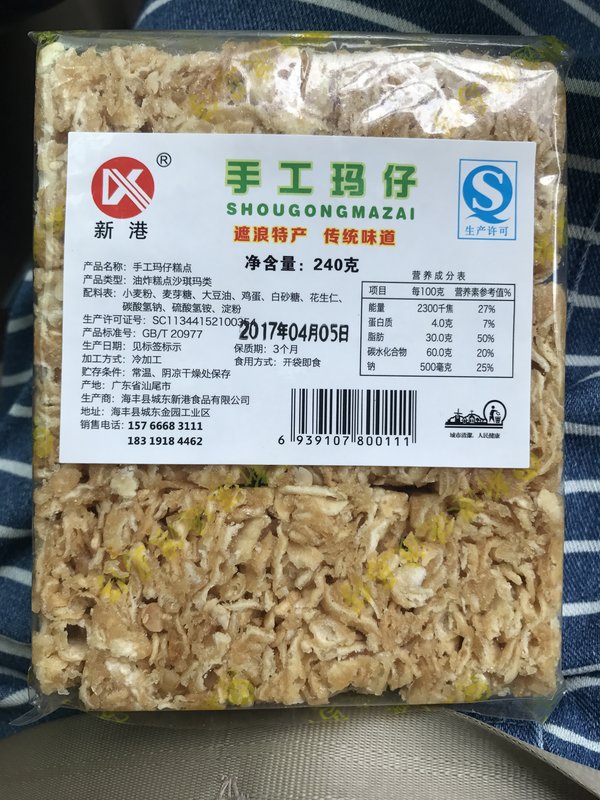 ®
新港
手工玛仔
SHOUGONGMAZAI
遮浪特产 传统味道
生产许可
净含量：240克
产品名称：手工玛仔糕点
产品类型：油炸糕点沙琪玛类
配料表：小麦粉、麦芽糖、大豆油、鸡蛋、白砂糖、花生仁、
碳酸氢钠、硫酸氢铵、淀粉
生产许可证号：SC11344152100
产品标准号：GB/T 20977
2017年04月05日
生产日期：见标签标示
保质期：3个月
加工方式：冷加工
食用方式：开袋即食
贮存条件：常温、阴凉干燥处保存
产地：广东省汕尾市
生产商：海丰县城东新港食品有限公司
地址：海丰县城东金园工业区
销售电话：157 6668 3111
183 1918 4462
营养成分表
项目 每100克 营养素参考值%
能量 2300千焦 27%
蛋白质 4.0克 7%
脂肪 30.0克 50%
碳水化合物 60.0克 20%
钠 500毫克 25%
6 939107 800111
城市清洁，人民健康